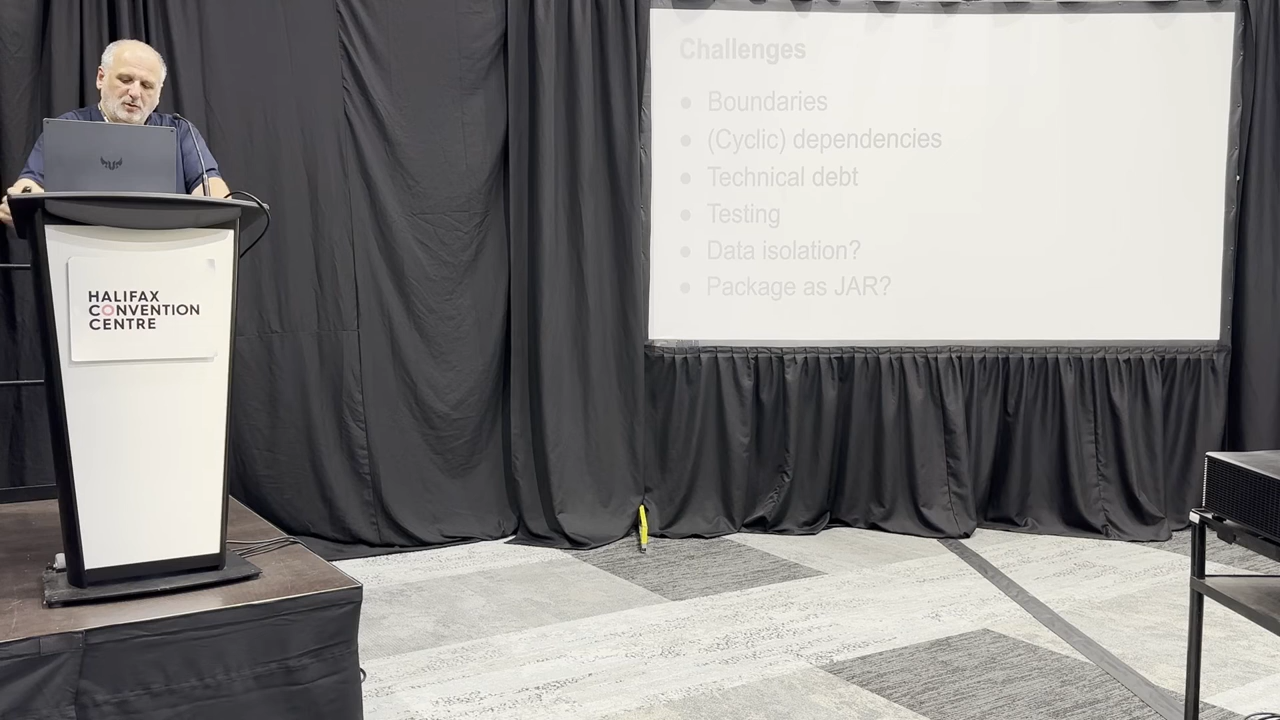 Challenges
● Boundaries
● (Cyclic) dependencies
● Technical debt
● Testing
● Data isolation?
● Package as JAR?
HALIFAX
CONVENTION
CENTRE